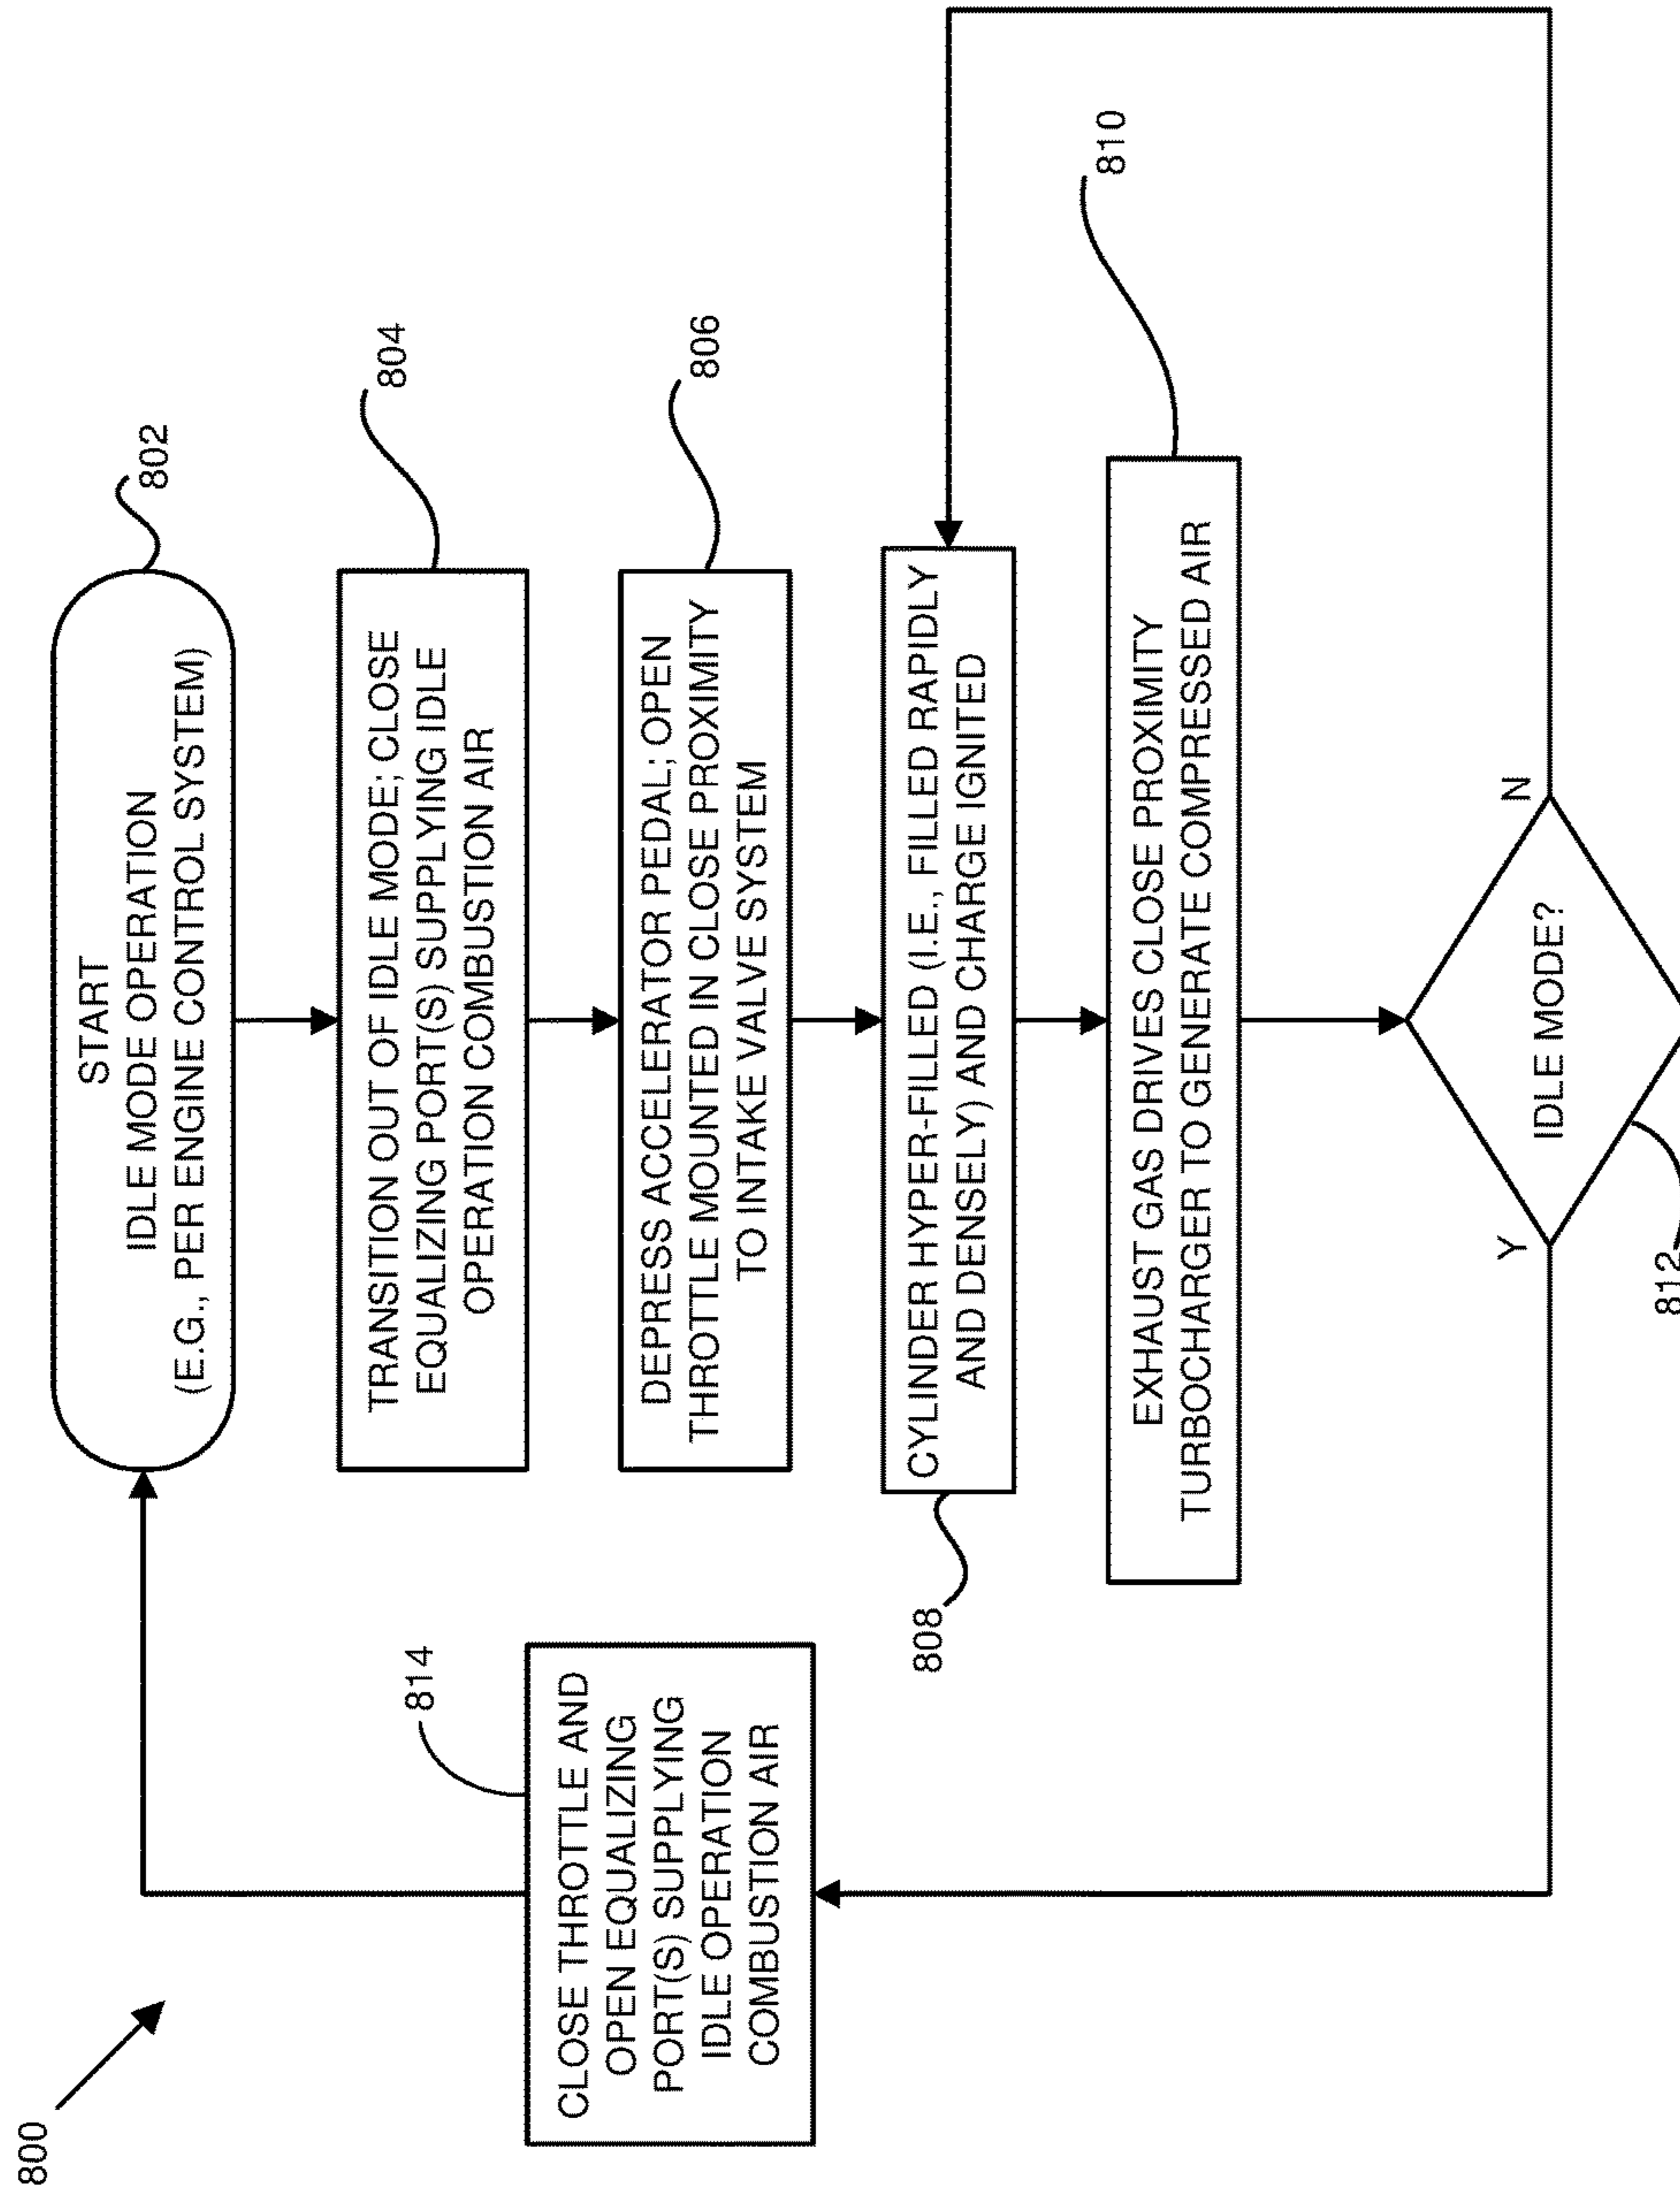 800
START
IDLE MODE OPERATION
(E.G., PER ENGINE CONTROL SYSTEM)
802
TRANSITION OUT OF IDLE MODE; CLOSE
EQUALIZING PORT(S) SUPPLYING IDLE
OPERATION COMBUSTION AIR
804
DEPRESS ACCELERATOR PEDAL; OPEN
THROTTLE MOUNTED IN CLOSE PROXIMITY
TO INTAKE VALVE SYSTEM
806
CYLINDER HYPER-FILLED (I.E., FILLED RAPIDLY
AND DENSELY) AND CHARGE IGNITED
808
EXHAUST GAS DRIVES CLOSE PROXIMITY
TURBOCHARGER TO GENERATE COMPRESSED AIR
810
IDLE MODE?
Y
N
812
CLOSE THROTTLE AND
OPEN EQUALIZING
PORT(S) SUPPLYING
IDLE OPERATION
COMBUSTION AIR
814